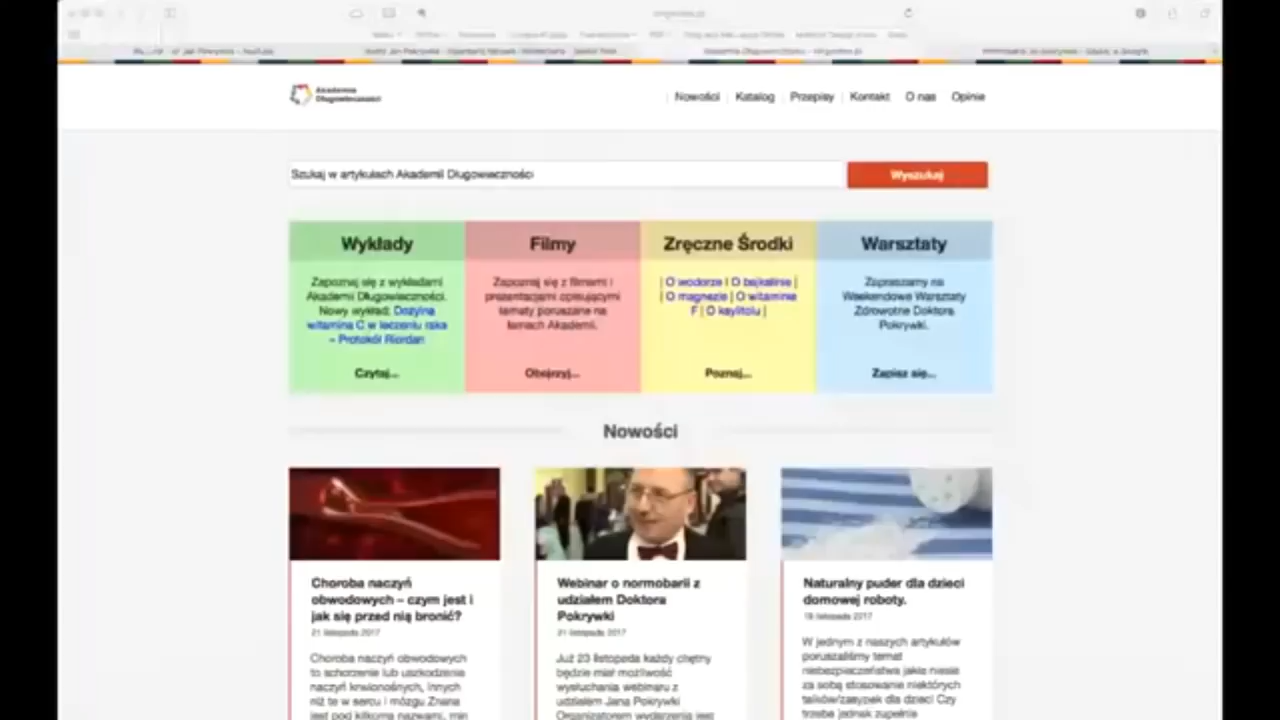 Akademia
Długowieczności
Nowości
Katalog
Przepisy
Kontakt
O nas
Opinie
Szukaj w artykułach Akademii Długowieczności
Wyszukaj
Wykłady
Zapoznaj się z wykładami
Akademii Długowieczności.
Nowy wykład: Dożylna
witamina C w leczeniu raka
– Protokół Riordan
Czytaj...
Filmy
Zapoznaj się z filmami i
prezentacjami opisującymi
tematy poruszane na
łamach Akademii.
Obejrzyj...
Zręczne Środki
| O wodorze | O bajkalinie |
| O magnezie | O witaminie
F | O ksylitolu |
Poznaj...
Warsztaty
Zapraszamy na
Weekendowe Warsztaty
Zdrowotne Doktora
Pokrywki.
Zapisz się...
Nowości
Choroba naczyń
obwodowych – czym jest i
jak się przed nią bronić?
21 listopada 2017
Choroba naczyń obwodowych
to schorzenie lub uszkodzenie
naczyń krwionośnych, innych
niż te w sercu i mózgu Znana
jest pod kilkoma nazwami, min
Webinar o normobarii z
udziałem Doktora
Pokrywki
21 listopada 2017
Już 23 listopada każdy chętny
będzie miał możliwość
wysłuchania webinaru z
udziałem Jana Pokrywki
Organizatorem wydarzenia jest
Naturalny puder dla dzieci
domowej roboty.
19 listopada 2017
W jednym z naszych artykułów
poruszaliśmy temat
niebezpieczeństwa jakie niesie
za sobą stosowanie niektórych
talków/zasypek dla dzieci Czy
trzeba jednak zupełnie